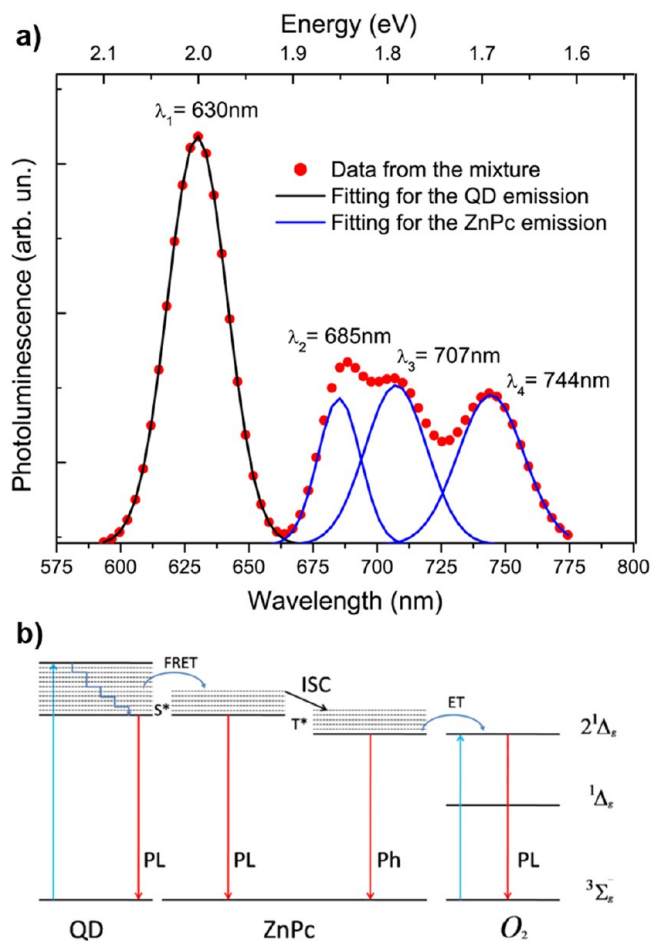 a)
Energy (eV)
2.1 2.0 1.9 1.8 1.7 1.6
Photoluminescence (arb. un.)
λ₁= 630nm
Data from the mixture
Fitting for the QD emission
Fitting for the ZnPc emission
λ₂= 685nm
λ₃= 707nm
λ₄= 744nm
575 600 625 650 675 700 725 750 775 800
Wavelength (nm)
b)
FRET
ISC
S*
T*
ET
2¹Δg
¹Δg
PL PL Ph PL
³Σg⁻
QD ZnPc O₂